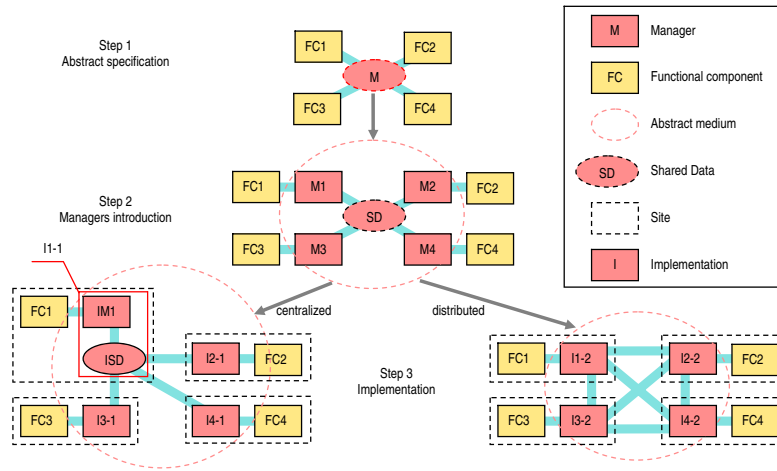 Step 1
Abstract specification
FC1
FC2
M
FC3
FC4
M
Manager
FC
Functional component
Abstract medium
SD
Shared Data
Site
I
Implementation
Step 2
Managers introduction
FC1
M1
M2
FC2
SD
FC3
M3
M4
FC4
I1-1
centralized
distributed
FC1
IM1
ISD
I2-1
FC2
FC3
I3-1
I4-1
FC4
Step 3
Implementation
FC1
I1-2
I2-2
FC2
FC3
I3-2
I4-2
FC4